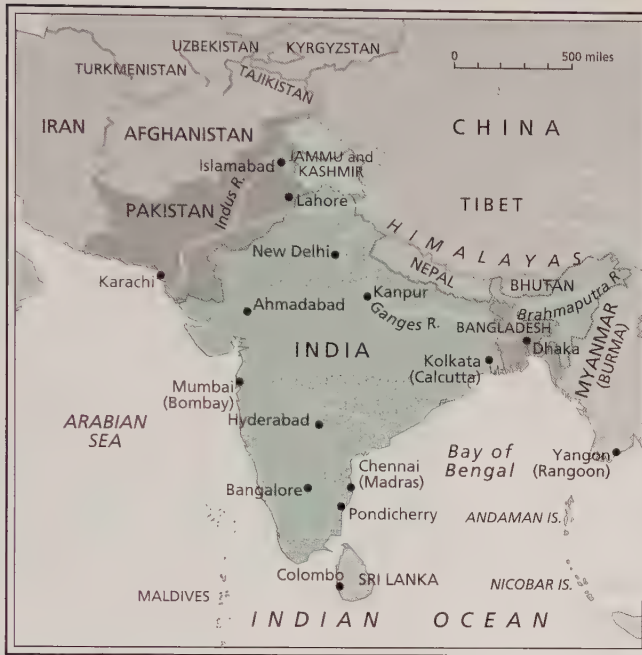 UZBEKISTAN
KYRGYZSTAN
0 500 miles
TURKMENISTAN
TAJIKISTAN
IRAN
AFGHANISTAN
CHINA
Islamabad
JAMMU and
KASHMIR
Indus R.
PAKISTAN
Lahore
TIBET
HIMALAYAS
New Delhi
NEPAL
BHUTAN
Karachi
Kanpur
Brahmaputra R.
Ahmadabad
Ganges R.
BANGLADESH
INDIA
Dhaka
MYANMAR
(BURMA)
Kolkata
(Calcutta)
Mumbai
(Bombay)
ARABIAN
SEA
Hyderabad
Bay of
Bengal
Yangon
(Rangoon)
Chennai
(Madras)
Bangalore
Pondicherry
ANDAMAN IS.
Colombo
SRI LANKA
MALDIVES
NICOBAR IS.
INDIAN OCEAN